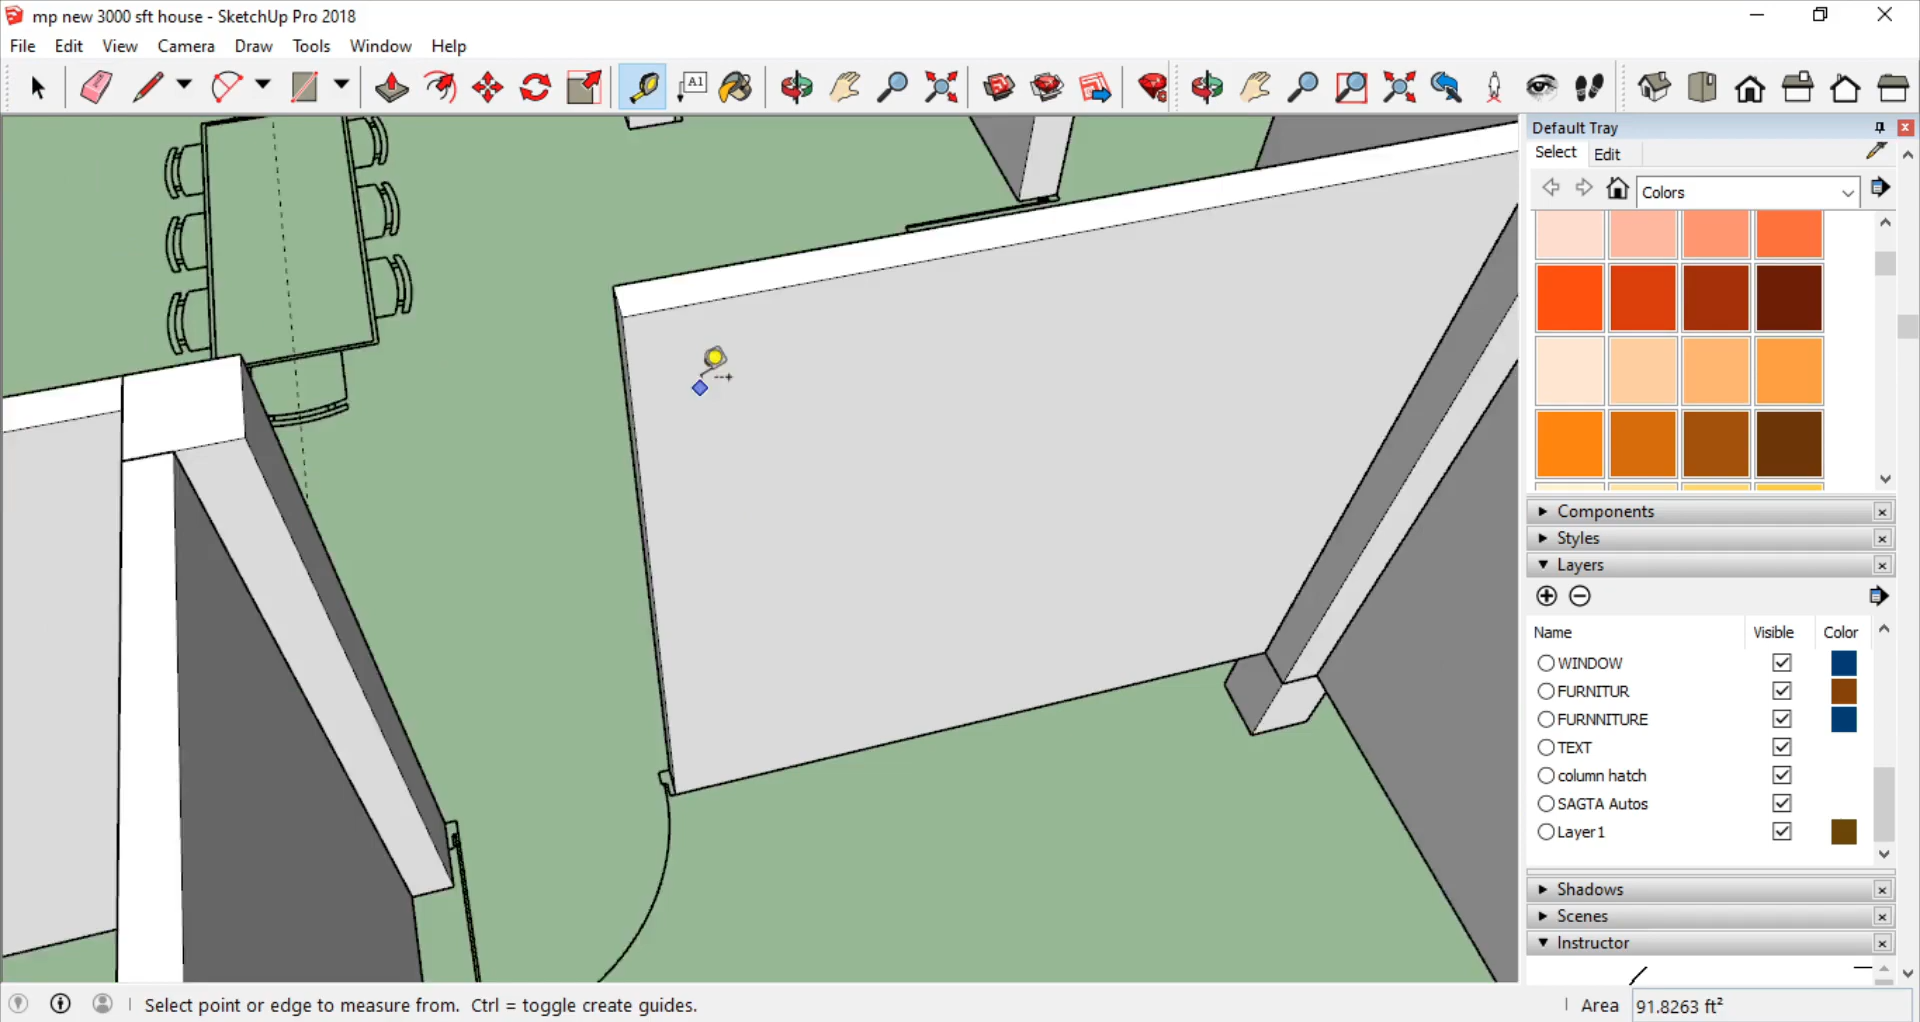 mp new 3000 sft house - SketchUp Pro 2018
File Edit View Camera Draw Tools Window Help
A1
Default Tray
Select Edit
Colors
Components
Styles
Layers
Name Visible Color
WINDOW
FURNITUR
FURNNITURE
TEXT
column hatch
SAGTA Autos
Layer1
Shadows
Scenes
Instructor
Select point or edge to measure from. Ctrl = toggle create guides.
Area 91.8263 ft²